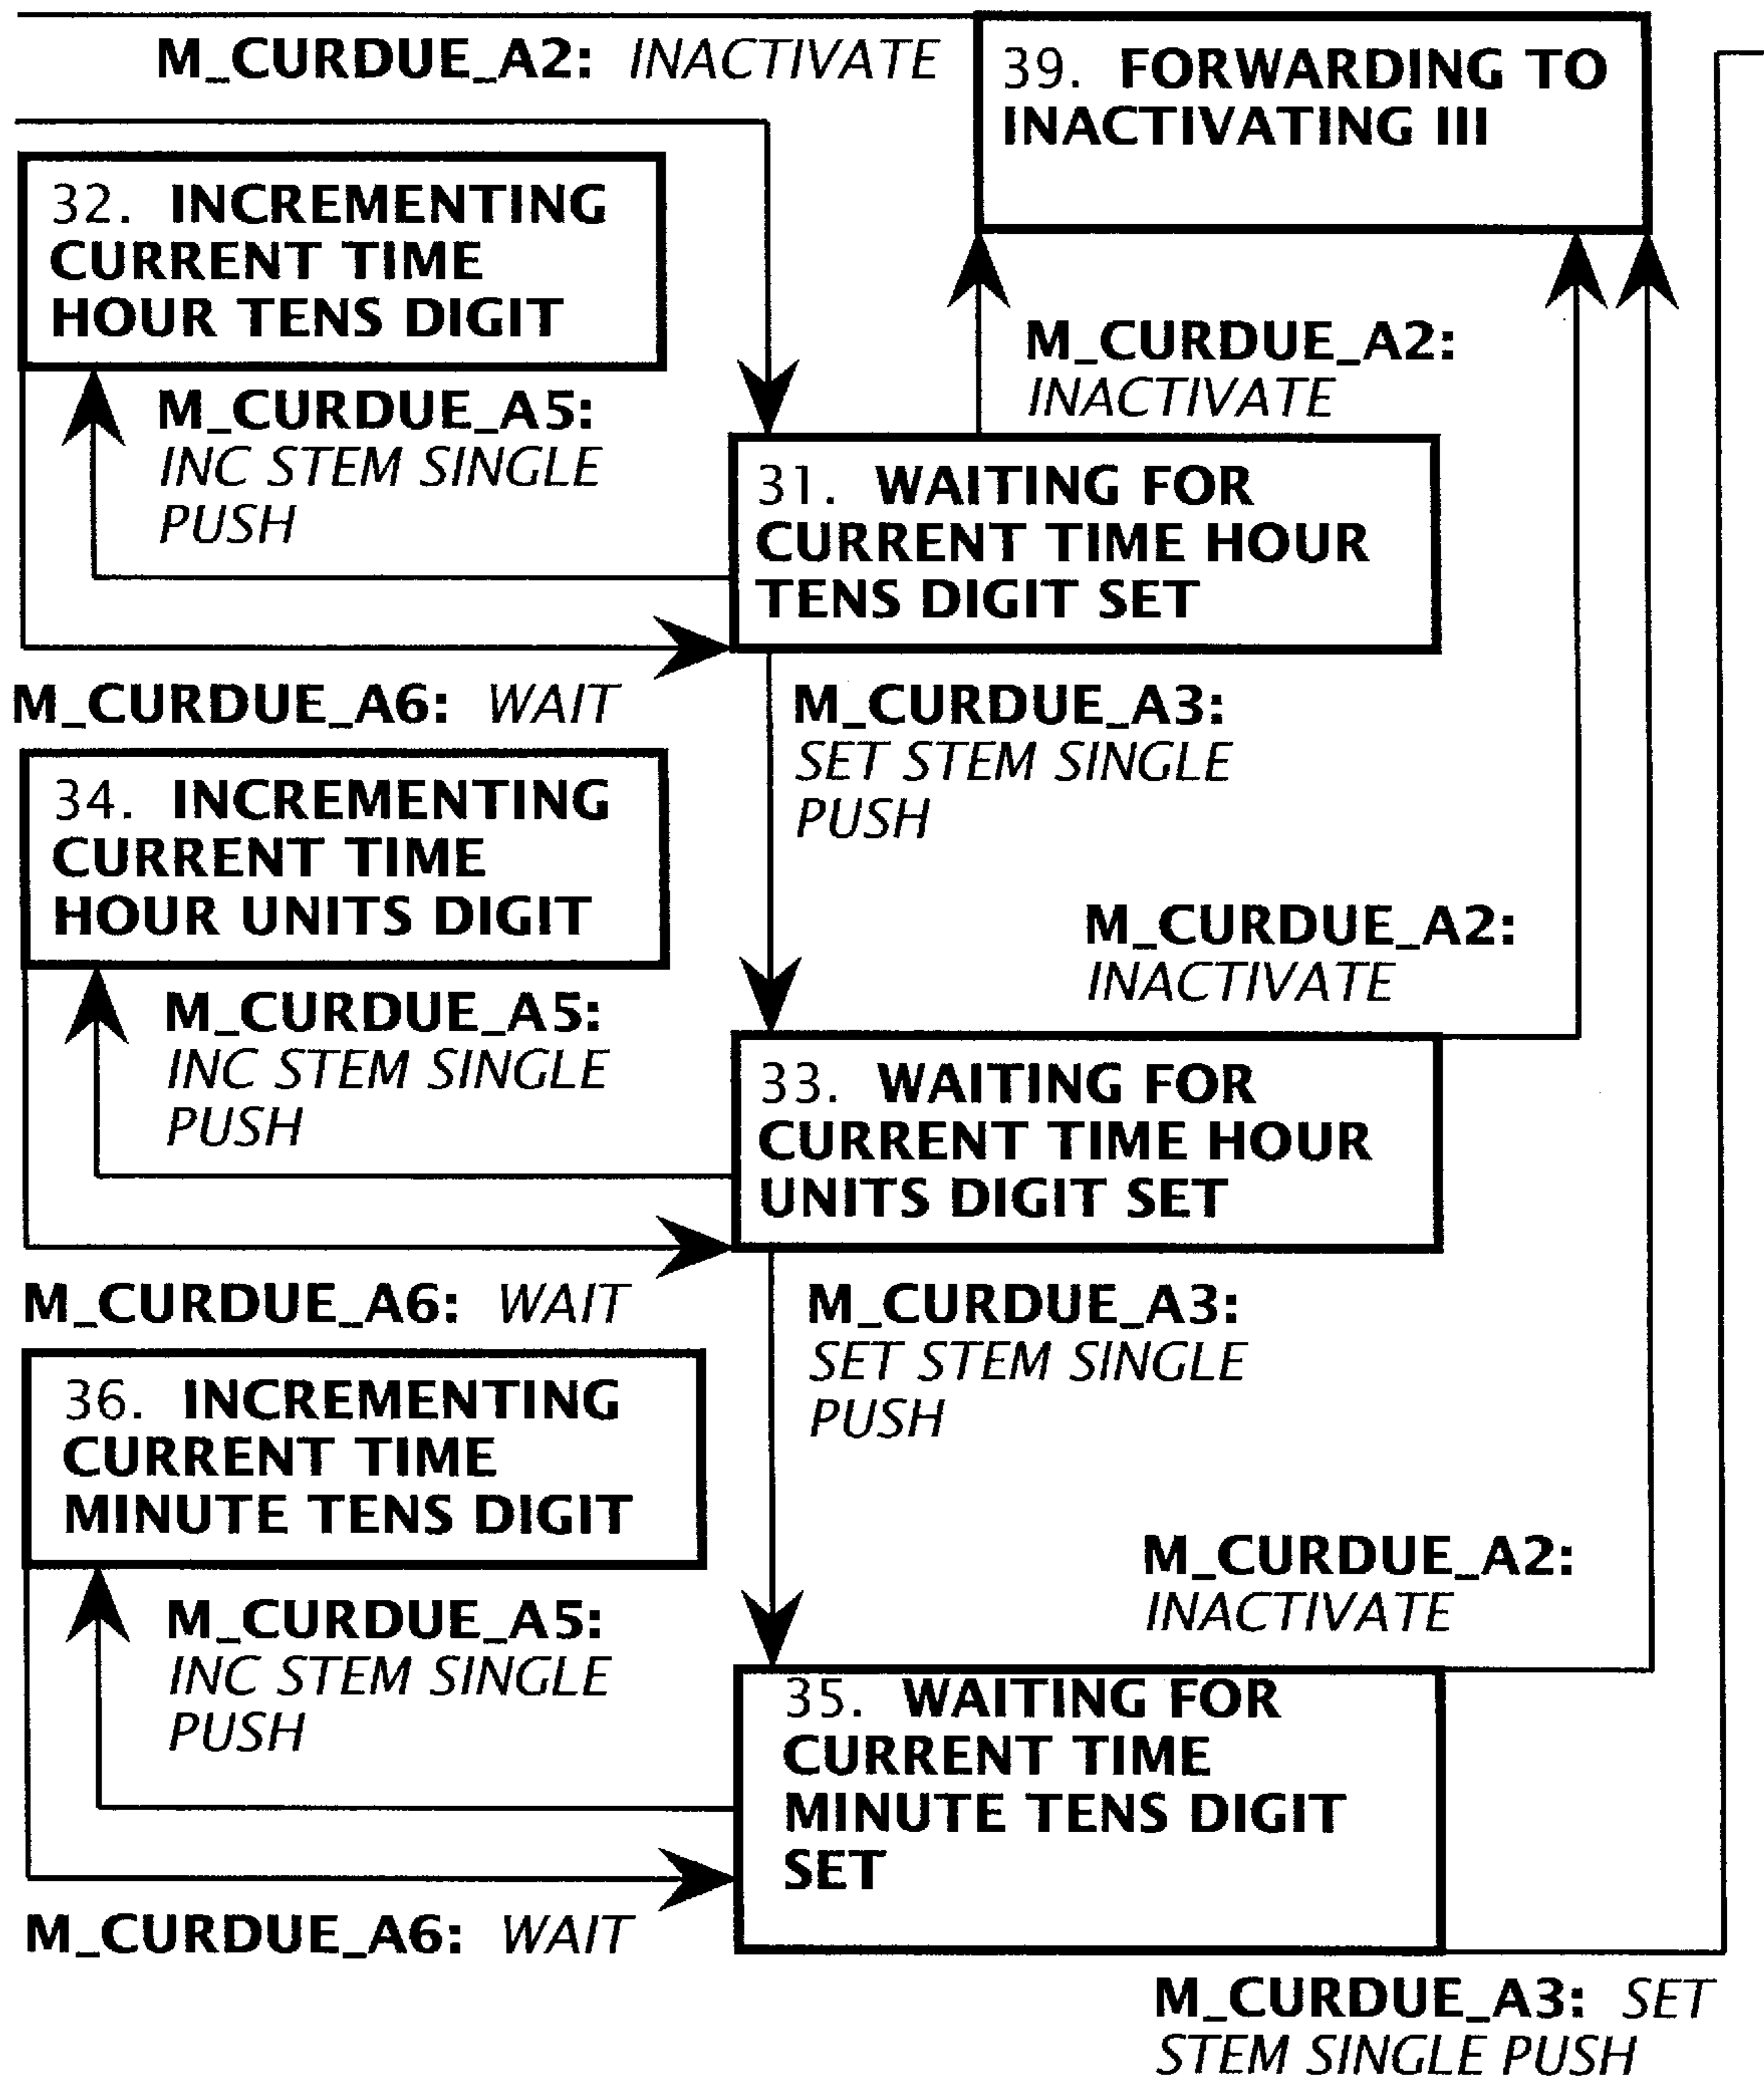 M_CURDUE_A2: INACTIVATE
39. FORWARDING TO
INACTIVATING III
32. INCREMENTING
CURRENT TIME
HOUR TENS DIGIT
M_CURDUE_A2:
INACTIVATE
M_CURDUE_A5:
INC STEM SINGLE
PUSH
31. WAITING FOR
CURRENT TIME HOUR
TENS DIGIT SET
M_CURDUE_A6: WAIT
M_CURDUE_A3:
SET STEM SINGLE
PUSH
34. INCREMENTING
CURRENT TIME
HOUR UNITS DIGIT
M_CURDUE_A2:
INACTIVATE
M_CURDUE_A5:
INC STEM SINGLE
PUSH
33. WAITING FOR
CURRENT TIME HOUR
UNITS DIGIT SET
M_CURDUE_A6: WAIT
M_CURDUE_A3:
SET STEM SINGLE
PUSH
36. INCREMENTING
CURRENT TIME
MINUTE TENS DIGIT
M_CURDUE_A2:
INACTIVATE
M_CURDUE_A5:
INC STEM SINGLE
PUSH
35. WAITING FOR
CURRENT TIME
MINUTE TENS DIGIT
SET
M_CURDUE_A6: WAIT
M_CURDUE_A3: SET
STEM SINGLE PUSH